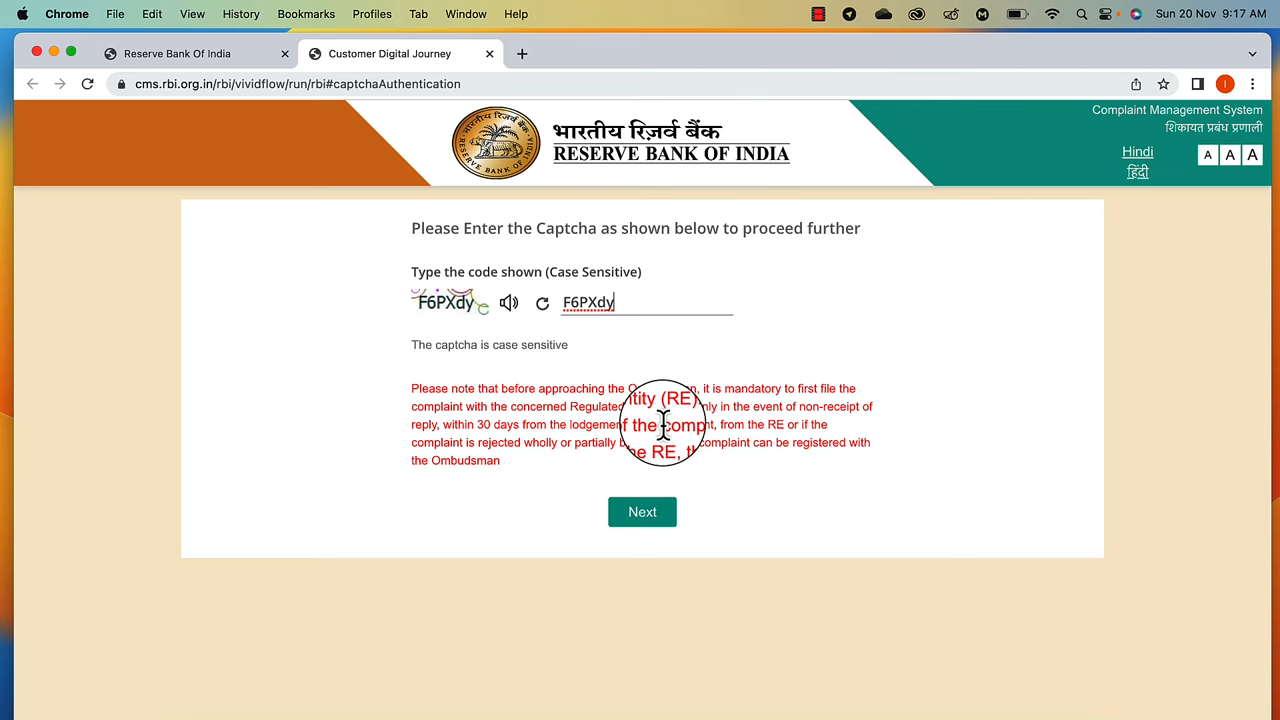 Chrome File Edit View History Bookmarks Profiles Tab Window Help Sun 20 Nov 9:17 AM
Reserve Bank Of India Customer Digital Journey
cms.rbi.org.in/rbi/vividflow/run/rbi#captchaAuthentication
Complaint Management System
शिकायत प्रबंध प्रणाली
Hindi
हिंदी
A A A
भारतीय रिज़र्व बैंक
RESERVE BANK OF INDIA
Please Enter the Captcha as shown below to proceed further
Type the code shown (Case Sensitive)
F6PXdy F6PXdy
The captcha is case sensitive
Please note that before approaching the it is mandatory to first file the
complaint with the concerned Regulated tity (RE) nly in the event of non-receipt of
reply, within 30 days from the lodgement of the comp t, from the RE or if the
complaint is rejected wholly or partially b he RE, th complaint can be registered with
the Ombudsman
Next